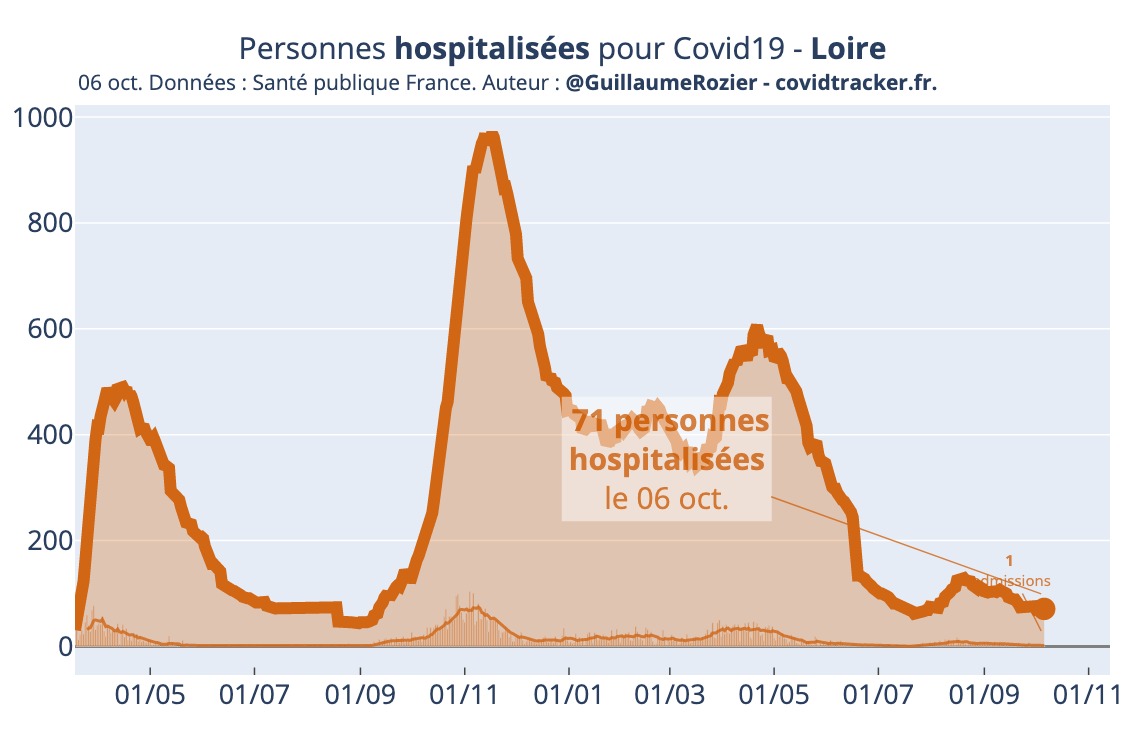 Personnes hospitalisées pour Covid19 - Loire
06 oct. Données : Santé publique France. Auteur : @GuillaumeRozier - covidtracker.fr.
1000
800
600
400
200
0
71 personnes
hospitalisées
le 06 oct.
1
admissions
01/05 01/07 01/09 01/11 01/01 01/03 01/05 01/07 01/09 01/11